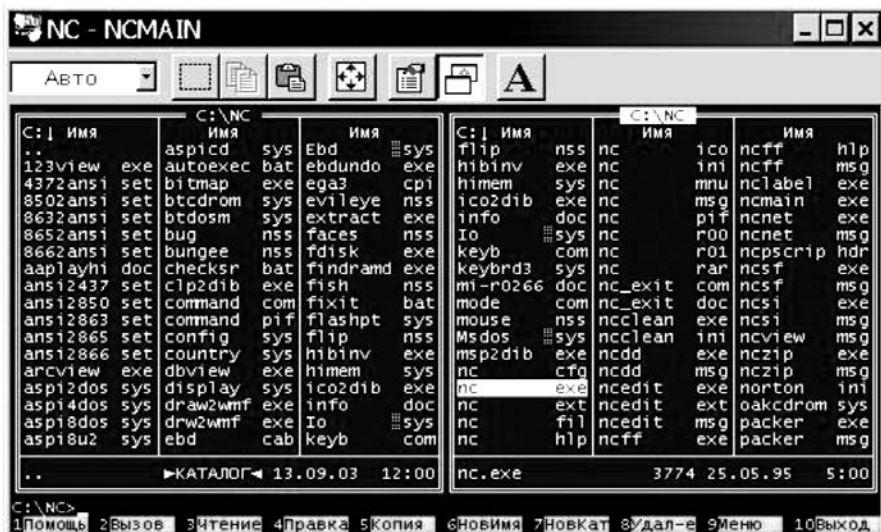 NC - NCMAIN
Авто
C:\NC C:\NC
C:↓ Имя Имя Имя C:↓ Имя Имя Имя
.. aspicd sys Ebd sys flip nss nc ico ncff hlp
123view exe autoexec bat ebdundo exe hibinv exe nc ini ncff msg
4372ansi set bitmap exe ega3 cpi himem sys nc mnu nclabel exe
8502ansi set btcdrom sys evileye nss ico2dib exe nc msg ncmain exe
8632ansi set btdosm sys extract exe info doc nc pif ncnet exe
8652ansi set bug nss faces nss Io sys nc r00 ncnet msg
8662ansi set bungee nss fdisk exe keyb com nc r01 ncpscrip hdr
aaplayhi doc checksr bat findramd exe keybrd3 sys nc rar ncsf exe
ansi2437 set clp2dib exe fish nss mi-r0266 doc nc_exit com ncsf msg
ansi2850 set command com fixit bat mode com nc_exit doc ncsi exe
ansi2863 set command pif flashpt sys mouse nss ncclean exe ncsi msg
ansi2865 set config sys flip nss Msdos sys ncclean ini ncview msg
ansi2866 set country sys hibinv exe msp2dib exe ncdd exe nczip exe
arcview exe dbview exe himem sys nc cfg ncdd msg nczip msg
aspi2dos sys display sys ico2dib exe nc exe ncedit exe norton ini
aspi4dos sys draw2wmf exe info doc nc ext ncedit ext oakcdrom sys
aspi8dos sys drw2wmf exe Io sys nc fil ncedit msg packer exe
aspi8u2 sys ebd cab keyb com nc hlp ncff exe packer msg
.. ►КАТАЛОГ◄ 13.09.03 12:00 nc.exe 3774 25.05.95 5:00
C:\NC>
1Помощь 2Вызов 3Чтение 4Правка 5Копия 6НовИмя 7НовКат 8Удал-е 9Меню 10Выход